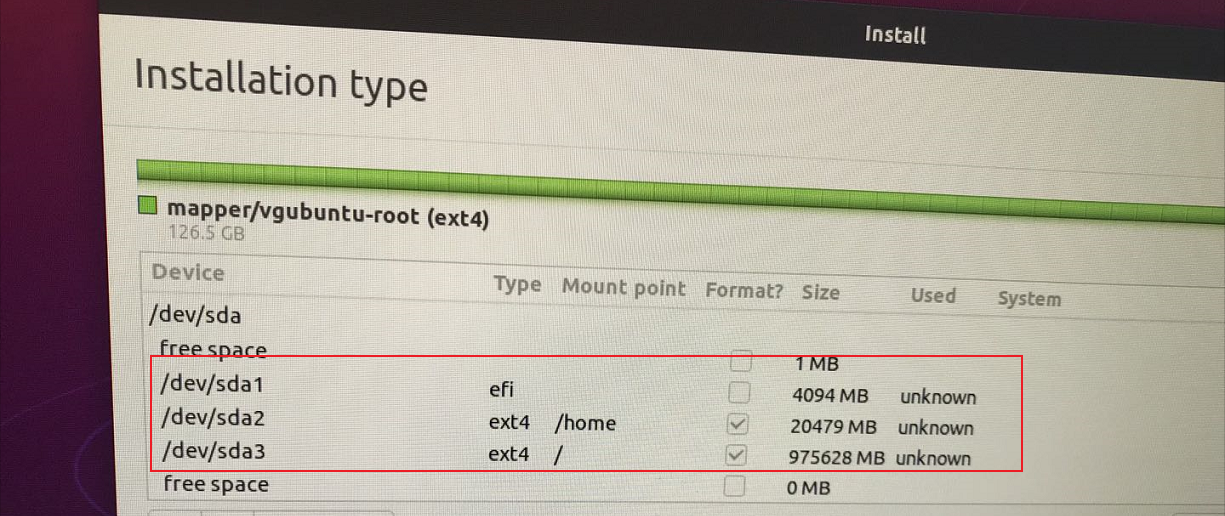 Install
Installation type
mapper/vgubuntu-root (ext4)
126.5 GB
Device Type Mount point Format? Size Used System
/dev/sda
free space 1 MB
/dev/sda1 efi 4094 MB unknown
/dev/sda2 ext4 /home 20479 MB unknown
/dev/sda3 ext4 / 975628 MB unknown
free space 0 MB